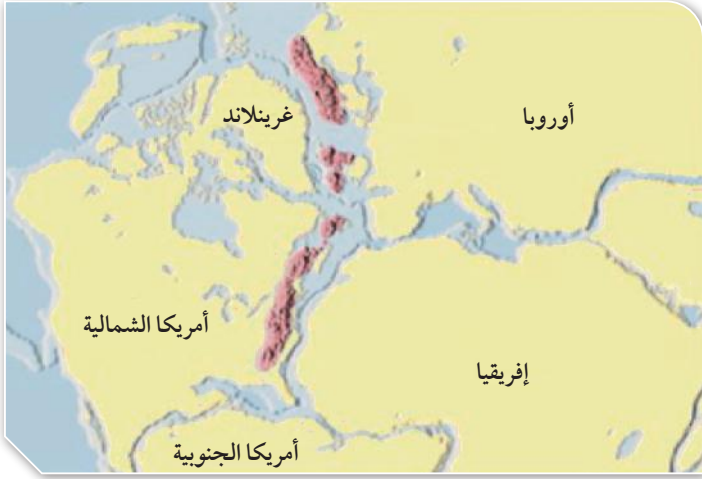 غرينلاند
أوروبا
أمريكا الشمالية
إفريقيا
أمريكا الجنوبية